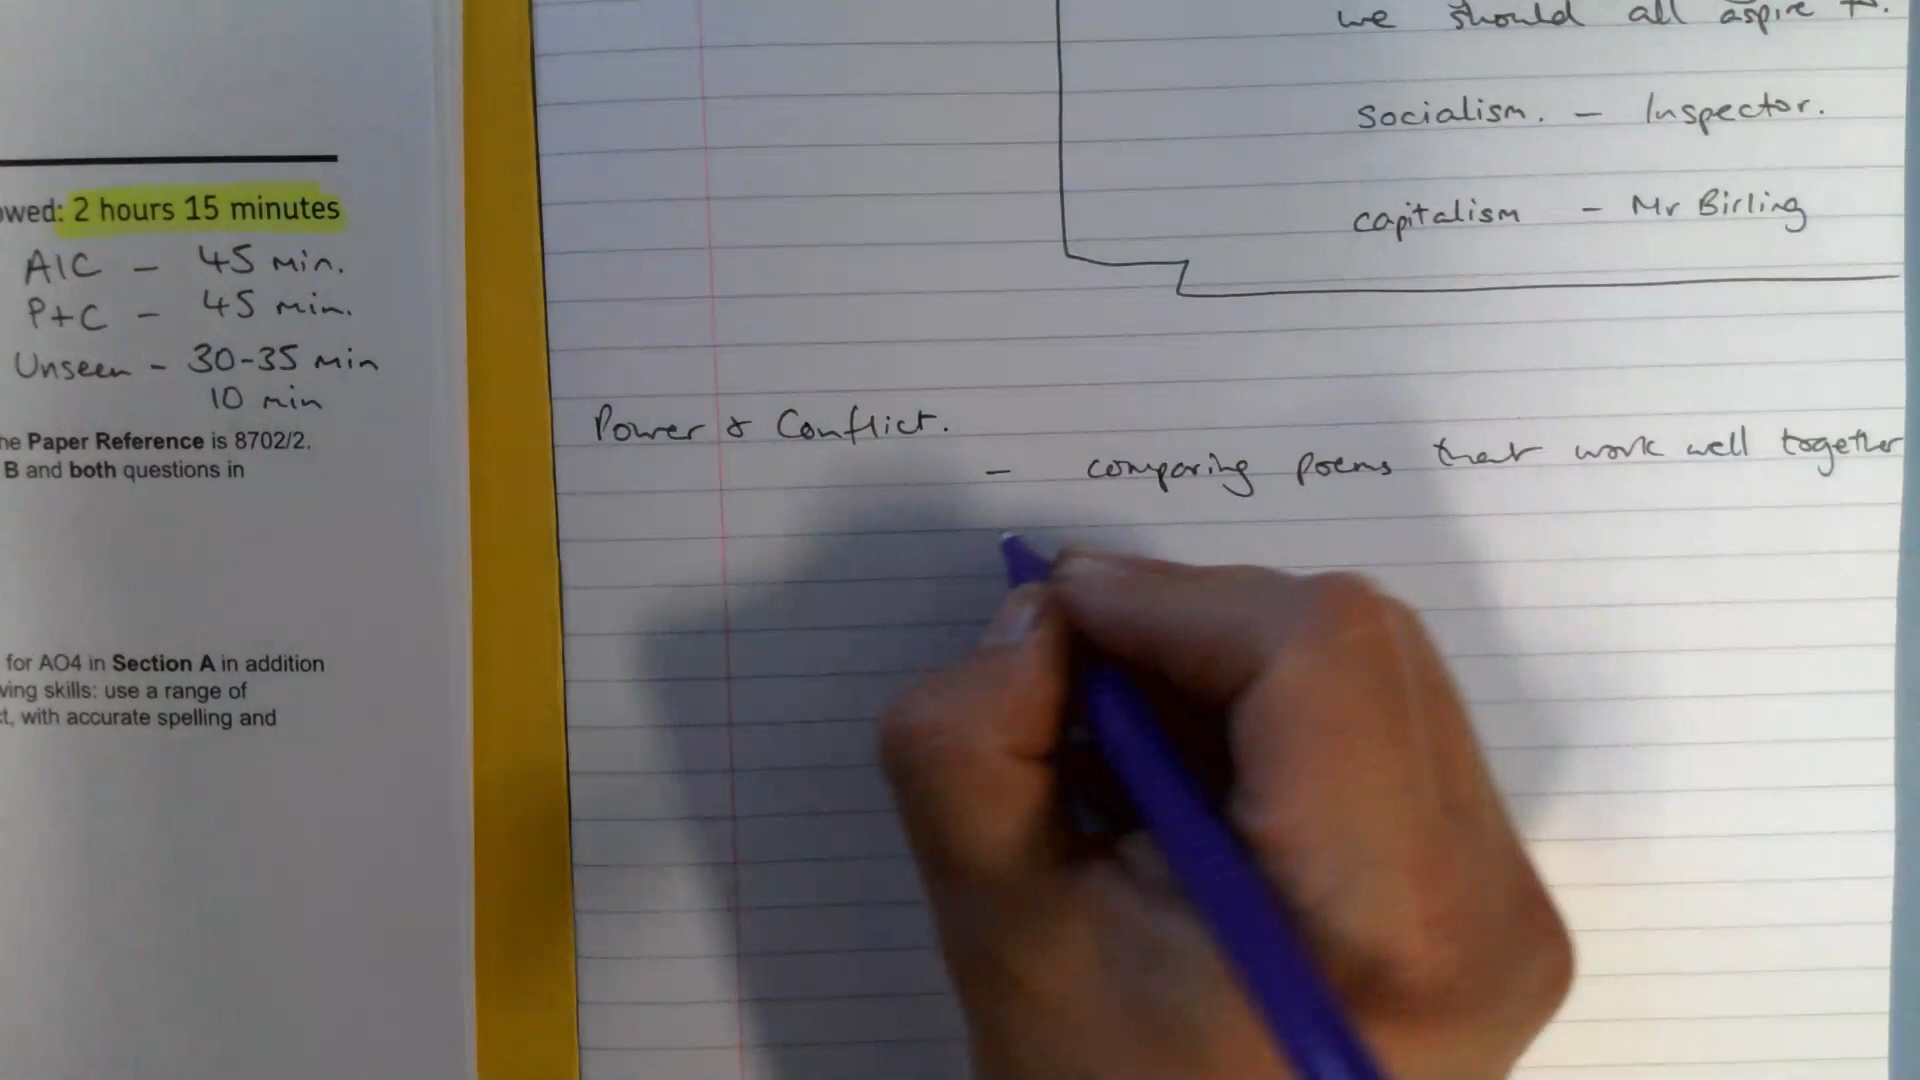 owed: 2 hours 15 minutes
AIC - 45 min.
P+C - 45 min.
Unseen - 30-35 min
10 min
he Paper Reference is 8702/2.
B and both questions in
for AO4 in Section A in addition
ving skills: use a range of
t, with accurate spelling and
we should all aspire to.
Socialism. - Inspector.
capitalism - Mr Birling
Power & Conflict.
- comparing poems that work well together